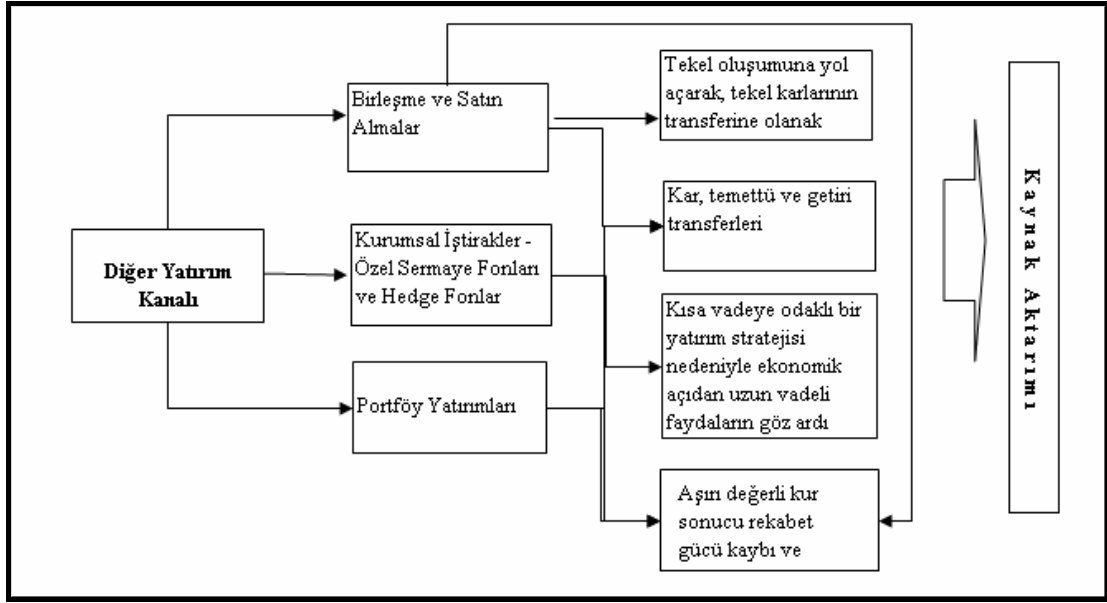 Diğer Yatırım
Kanalı
Birleşme ve Satın
Almalar
Kurumsal İştirakler -
Özel Sermaye Fonları
ve Hedge Fonlar
Portföy Yatırımları
Tekel oluşumuna yol
açarak, tekel karlarının
transferine olanak
Kar, temettü ve getiri
transferleri
Kısa vadeye odaklı bir
yatırım stratejisi
nedeniyle ekonomik
açıdan uzun vadeli
faydaların göz ardı
Aşırı değerli kur
sonucu rekabet
gücü kaybı ve
Kaynak Aktarımı